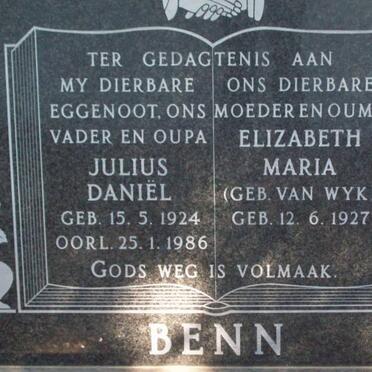 TER GEDAGTENIS AAN
MY DIERBARE
EGGENOOT, ONS
VADER EN OUPA
JULIUS
DANIËL
GEB. 15. 5. 1924
OORL. 25. 1. 1986
ONS DIERBARE
MOEDER EN OUM
ELIZABETH
MARIA
(GEB. VAN WYK
GEB. 12. 6. 1927
GODS WEG IS VOLMAAK.
BENN